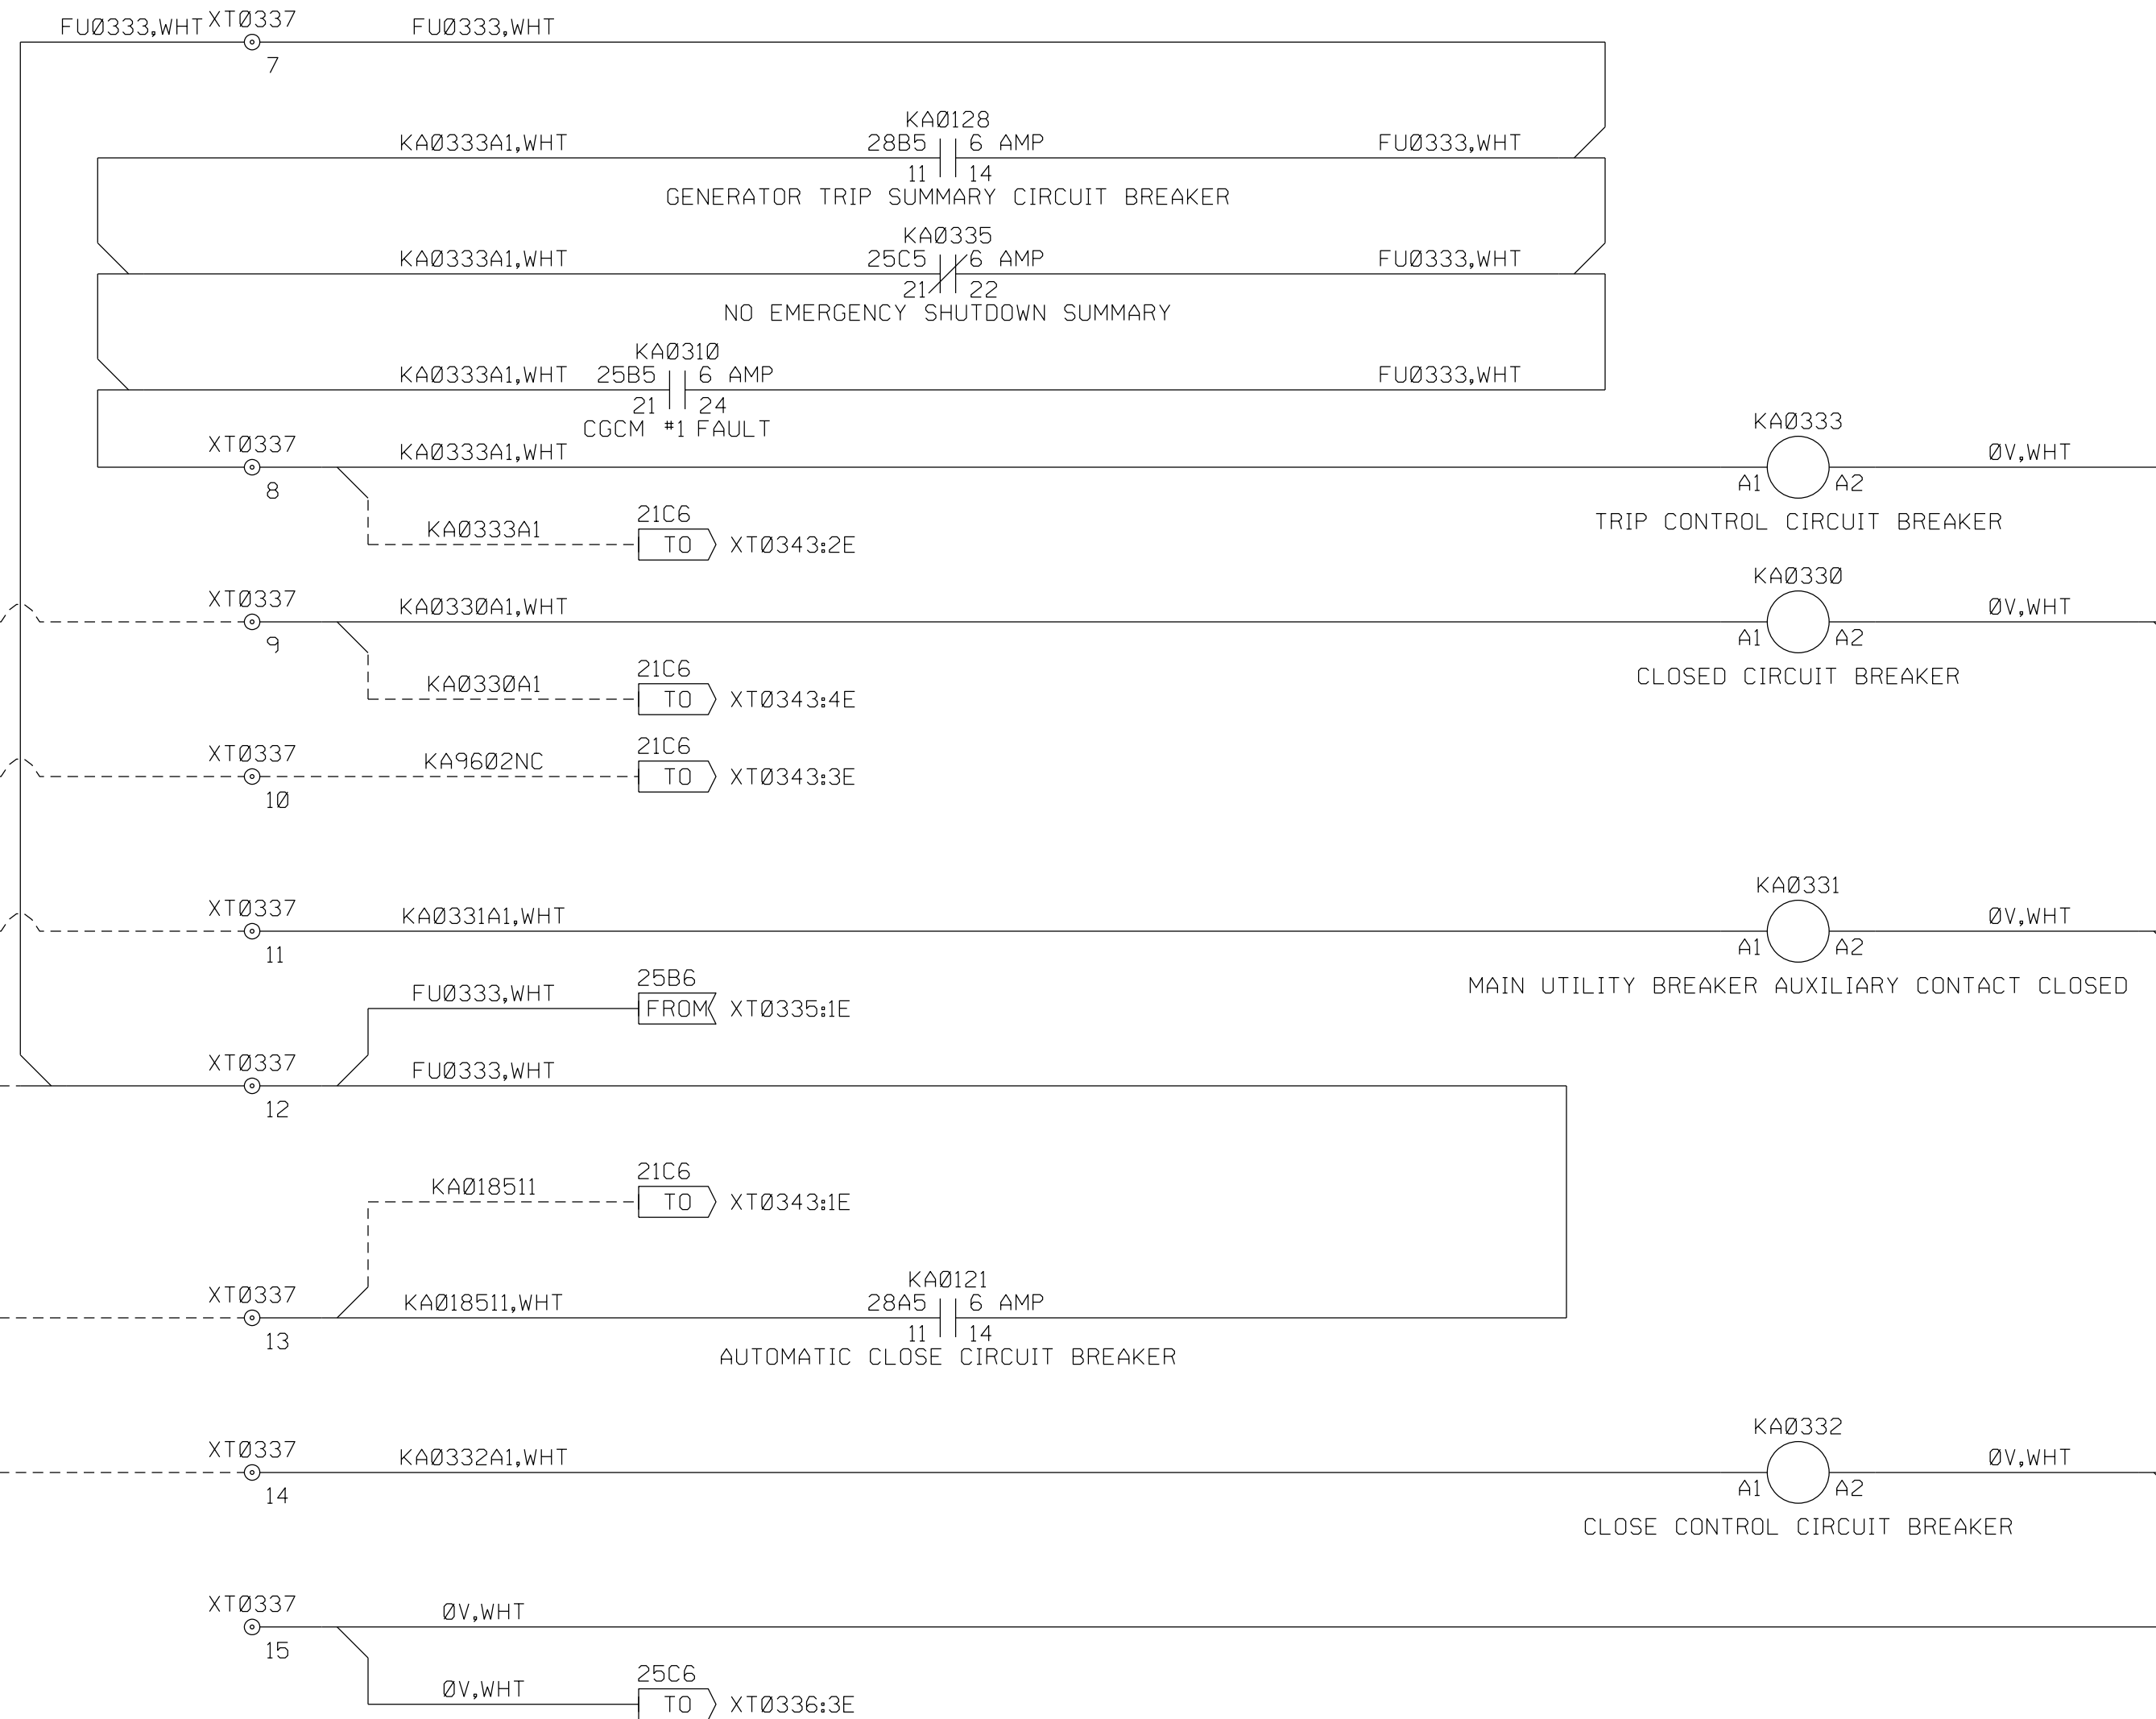 FU0333,WHT XT0337 FU0333,WHT
7
KA0128
KA0333A1,WHT 28B5 6 AMP FU0333,WHT
11 14
GENERATOR TRIP SUMMARY CIRCUIT BREAKER
KA0335
KA0333A1,WHT 25C5 6 AMP FU0333,WHT
21 22
NO EMERGENCY SHUTDOWN SUMMARY
KA0310
KA0333A1,WHT 25B5 6 AMP FU0333,WHT
21 24
CGCM #1 FAULT
KA0333
XT0337 KA0333A1,WHT 0V,WHT
8 A1 A2
21C6 TRIP CONTROL CIRCUIT BREAKER
KA0333A1 TO XT0343:2E
KA0330
XT0337 KA0330A1,WHT 0V,WHT
9 A1 A2
21C6 CLOSED CIRCUIT BREAKER
KA0330A1 TO XT0343:4E
XT0337 21C6
KA9602NC TO XT0343:3E
10
KA0331
XT0337 KA0331A1,WHT 0V,WHT
11 A1 A2
25B6 MAIN UTILITY BREAKER AUXILIARY CONTACT CLOSED
FU0333,WHT FROM XT0335:1E
XT0337 FU0333,WHT
12
21C6
KA018511 TO XT0343:1E
KA0121
XT0337 KA018511,WHT 28A5 6 AMP
13 11 14
AUTOMATIC CLOSE CIRCUIT BREAKER
KA0332
XT0337 KA0332A1,WHT 0V,WHT
14 A1 A2
CLOSE CONTROL CIRCUIT BREAKER
XT0337 0V,WHT
15
25C6
0V,WHT TO XT0336:3E